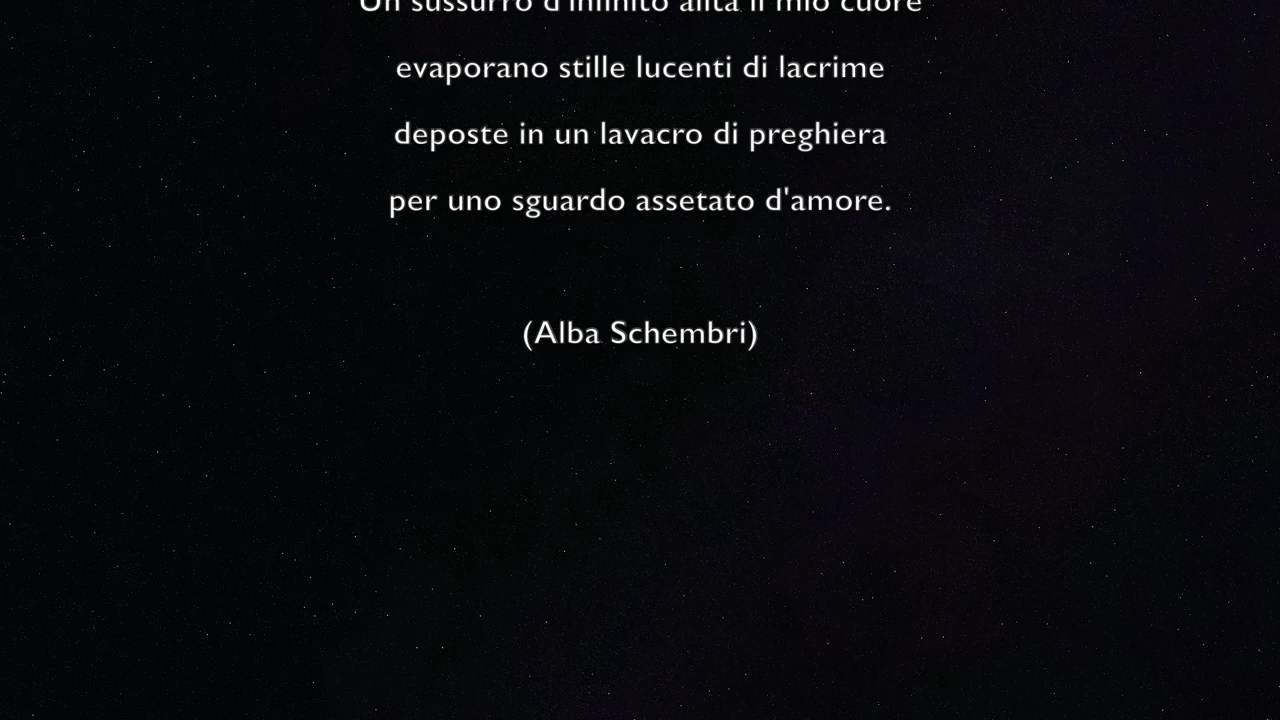 Un sussurro d'infinito alita il mio cuore
evaporano stille lucenti di lacrime
deposte in un lavacro di preghiera
per uno sguardo assetato d'amore.
(Alba Schembri)